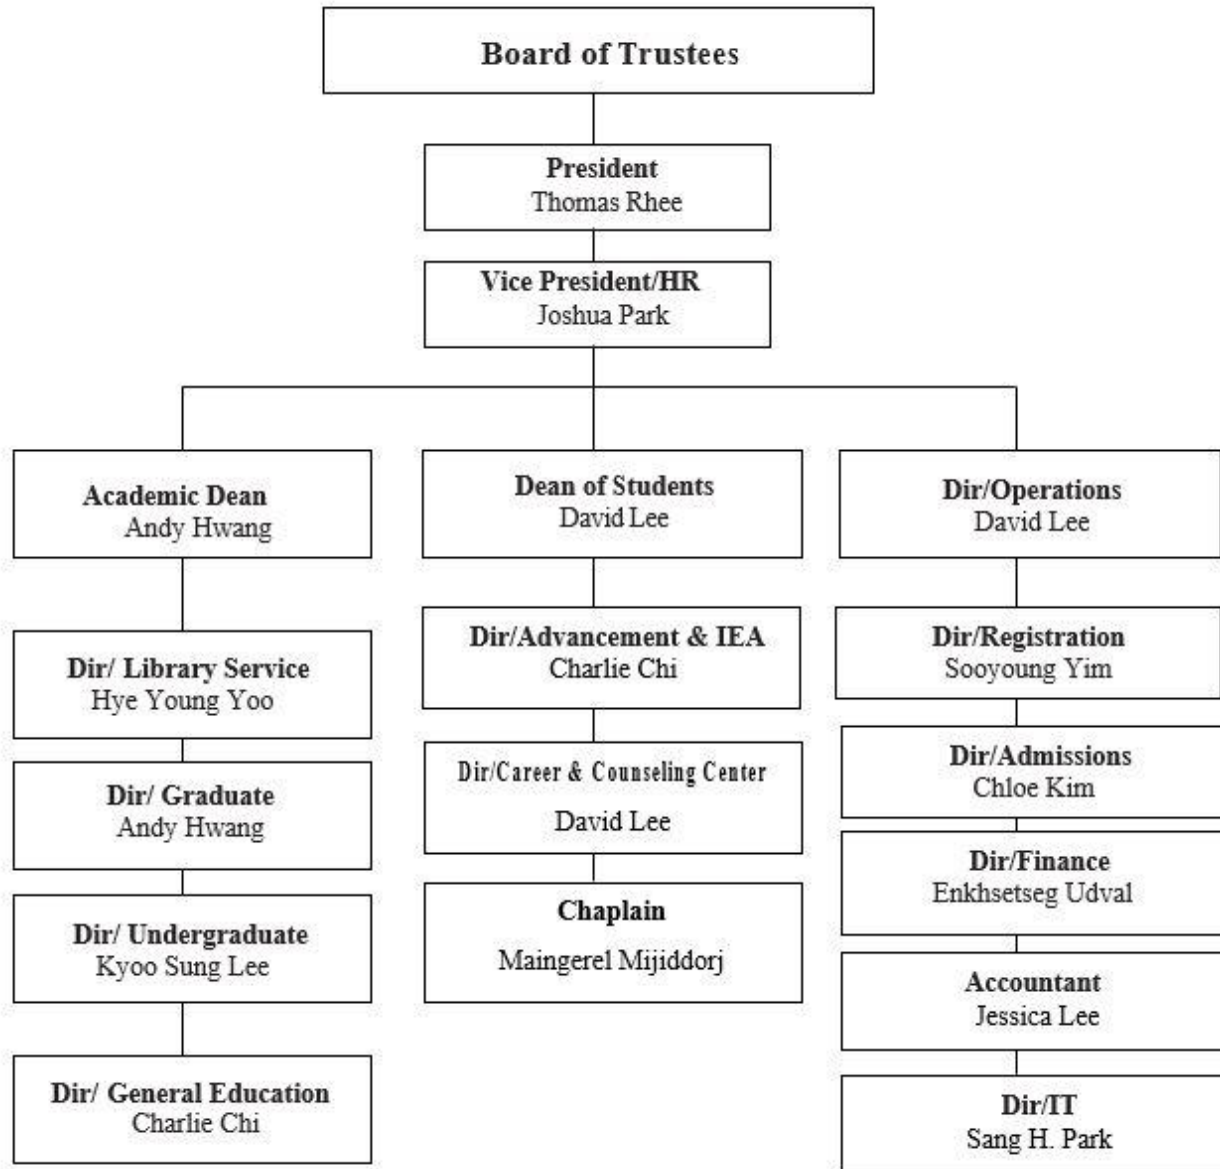 Board of Trustees
President
Thomas Rhee
Vice President/HR
Joshua Park
Academic Dean
Andy Hwang
Dir/ Library Service
Hye Young Yoo
Dir/ Graduate
Andy Hwang
Dir/ Undergraduate
Kyoo Sung Lee
Dir/ General Education
Charlie Chi
Dean of Students
David Lee
Dir/Advancement & IEA
Charlie Chi
Dir/Career & Counseling Center
David Lee
Chaplain
Maingerel Mijiddorj
Dir/Operations
David Lee
Dir/Registration
Sooyoung Yim
Dir/Admissions
Chloe Kim
Dir/Finance
Enkhsetseg Udval
Accountant
Jessica Lee
Dir/IT
Sang H. Park